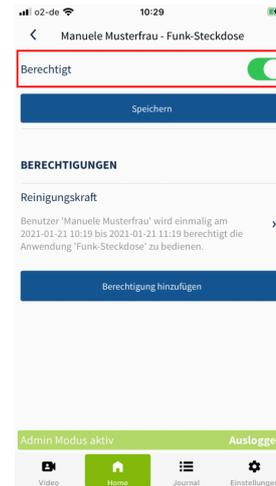 o2-de 10:29
Manuele Musterfrau - Funk-Steckdose
Berechtigt
Speichern
BERECHTIGUNGEN
Reinigungskraft
Benutzer 'Manuele Musterfrau' wird einmalig am
2021-01-21 10:19 bis 2021-01-21 11:19 berechtigt die
Anwendung 'Funk-Steckdose' zu bedienen.
Berechtigung hinzufügen
Admin Modus aktiv Auslogge
Video Home Journal Einstellunge